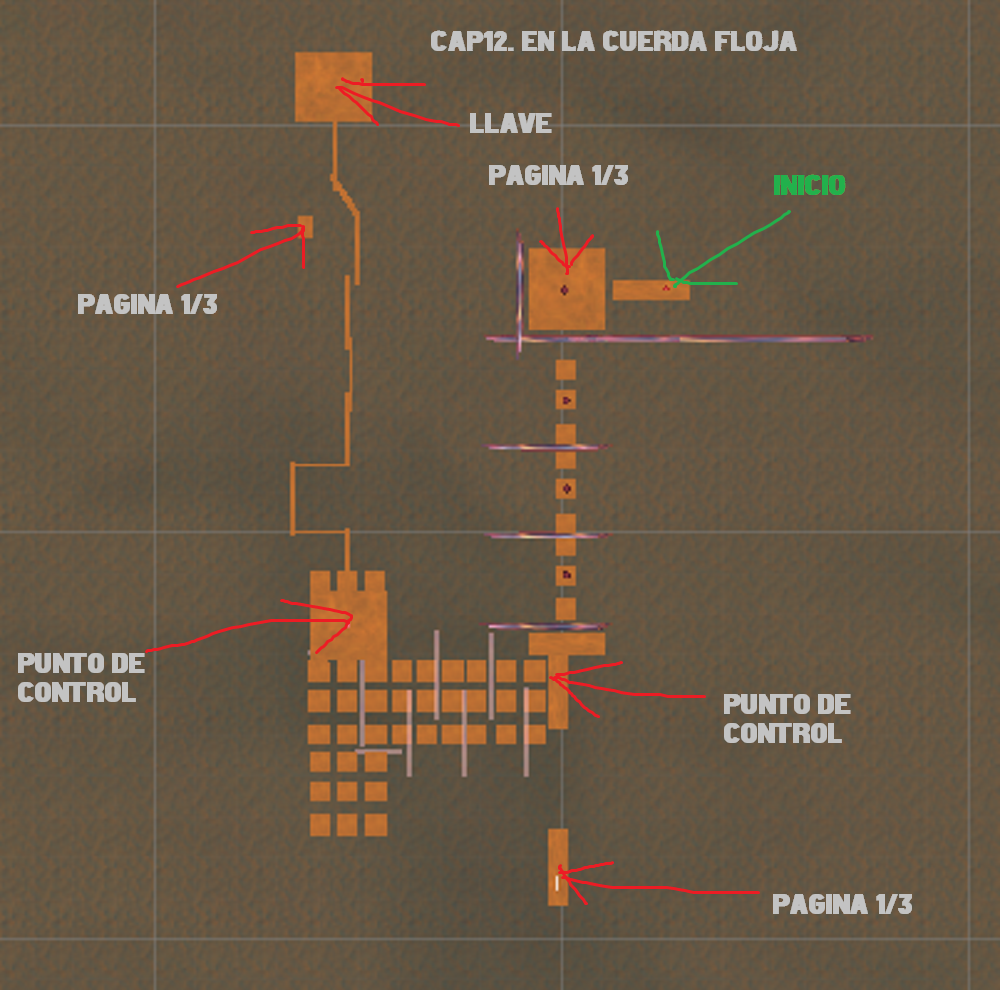 CAP12. EN LA CUERDA FLOJA
LLAVE
PAGINA 1/3
INICIO
PAGINA 1/3
PUNTO DE
CONTROL
PUNTO DE
CONTROL
PAGINA 1/3